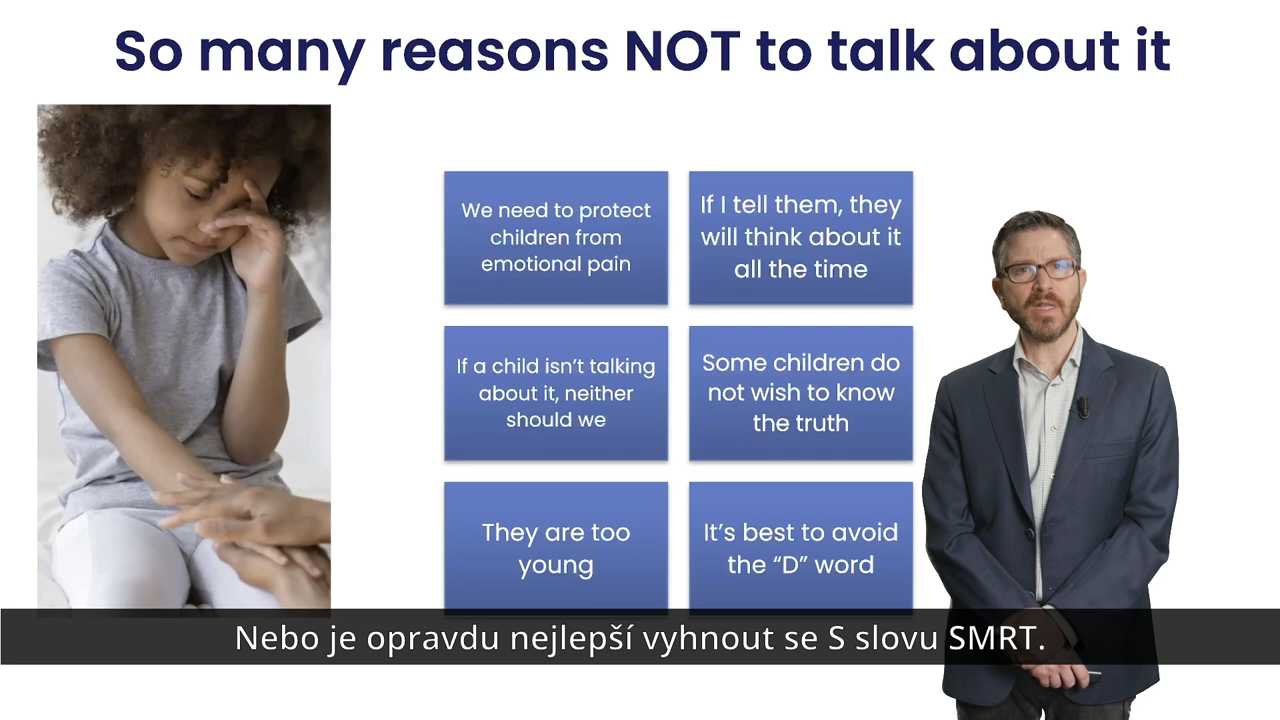 So many reasons NOT to talk about it
We need to protect
children from
emotional pain
If I tell them, they
will think about it
all the time
If a child isn’t talking
about it, neither
should we
Some children do
not wish to know
the truth
They are too
young
It’s best to avoid
the “D” word
Nebo je opravdu nejlepší vyhnout se S slovu SMRT.